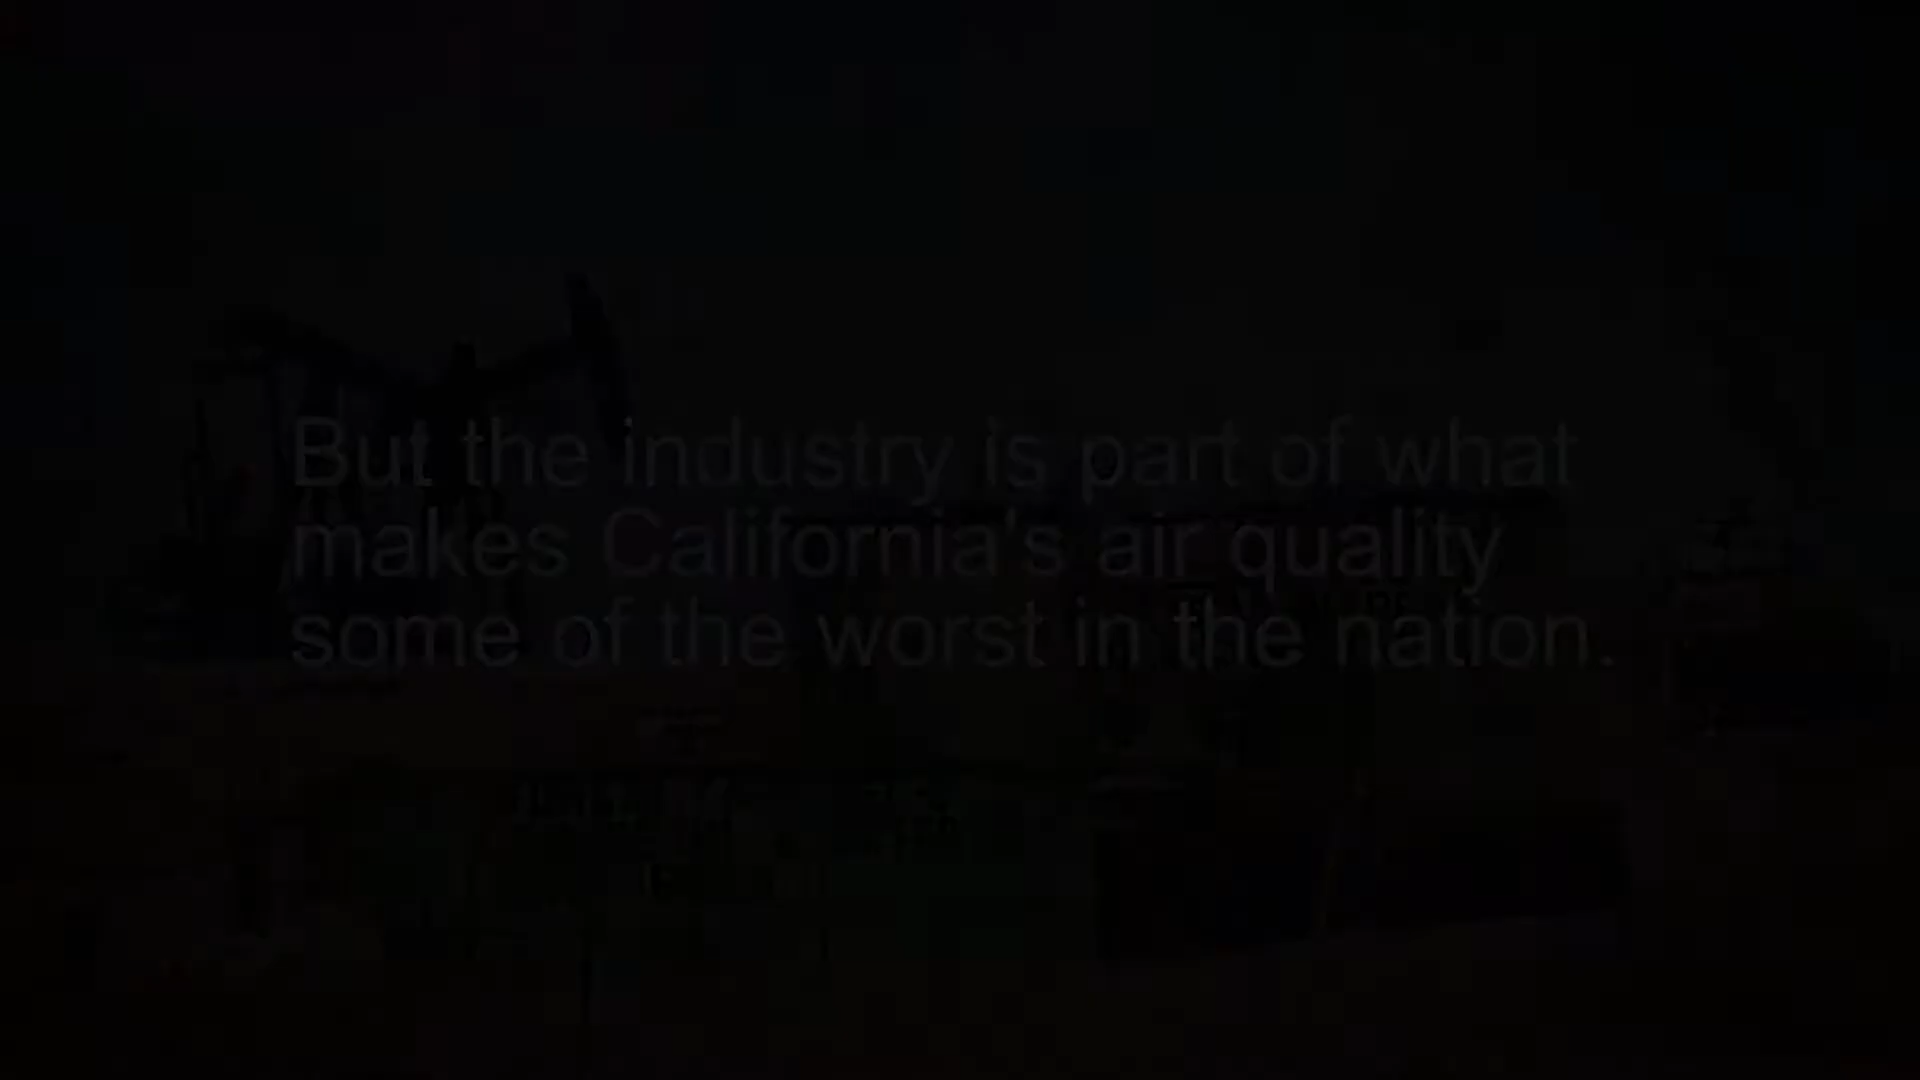 But the industry is part of what
makes California's air quality
some of the worst in the nation.